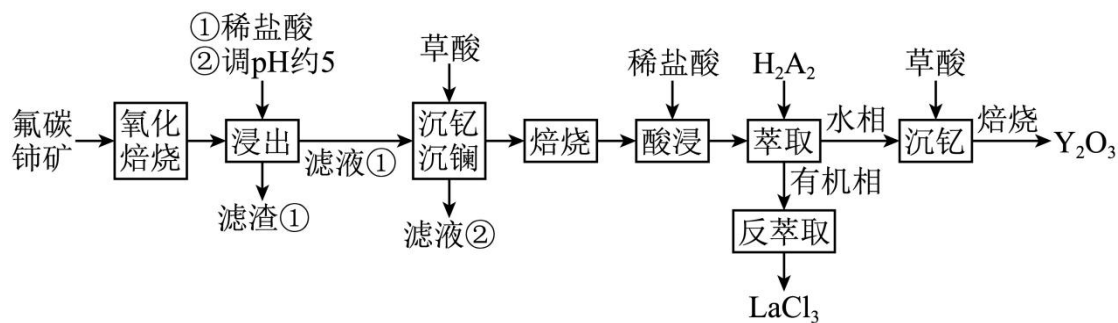 ①稀盐酸
②调pH约5
草酸
稀盐酸
H₂A₂
草酸
氟碳
铈矿
氧化
焙烧
浸出
滤液①
沉钇
沉镧
焙烧
酸浸
萃取
水相
沉钇
焙烧
Y₂O₃
滤渣①
滤液②
有机相
反萃取
LaCl₃